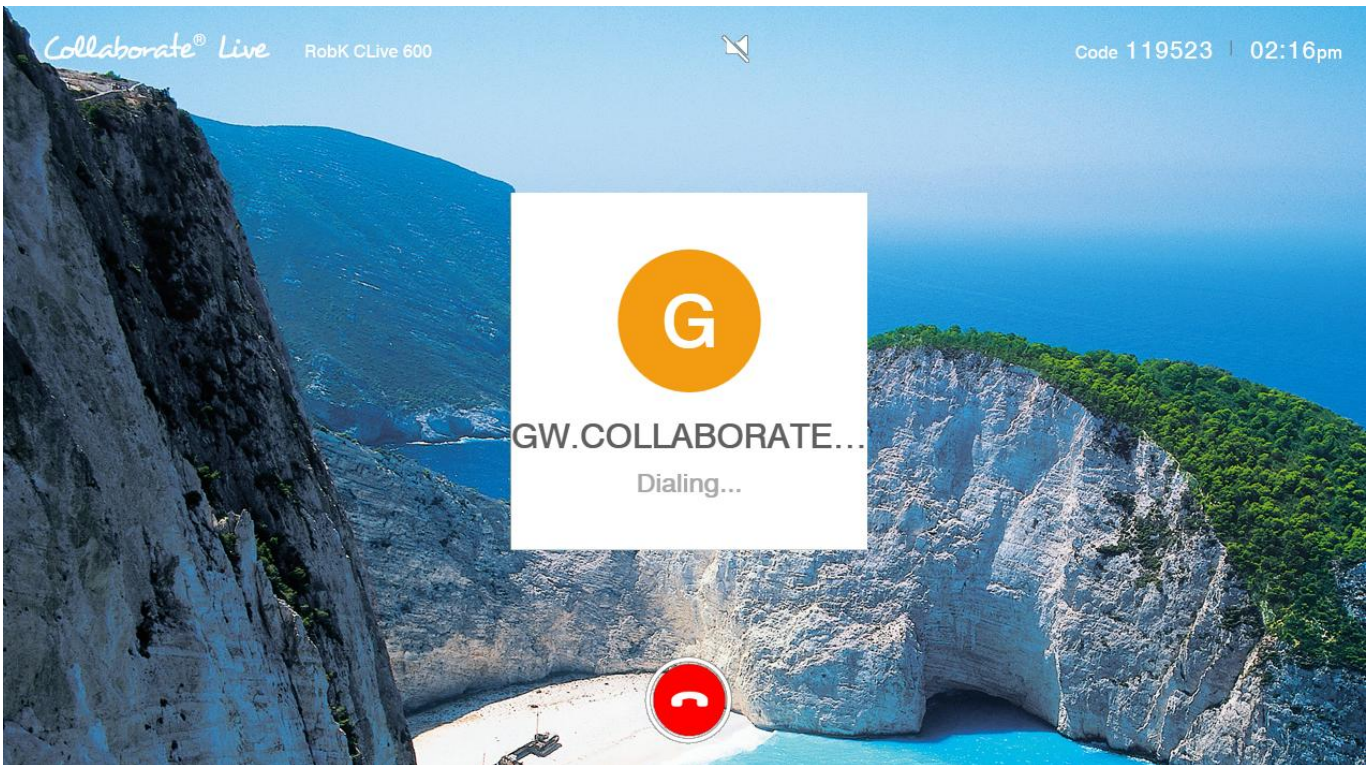 Collaborate® Live RobK CLive 600 Code 119523 02:16pm
G
GW.COLLABORATE...
Dialing...